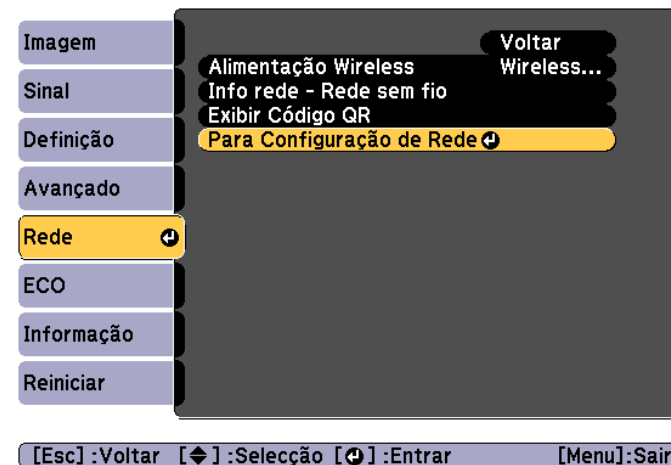 Imagem
Sinal
Definição
Avançado
Rede
ECO
Informação
Reiniciar
Voltar
Alimentação Wireless Wireless...
Info rede - Rede sem fio
Exibir Código QR
Para Configuração de Rede
[Esc] :Voltar [ ] :Selecção [ ] :Entrar [Menu]:Sair